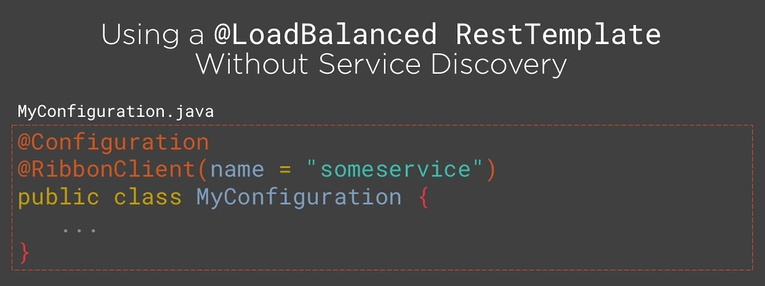 Using a @LoadBalanced RestTemplate
Without Service Discovery
MyConfiguration.java
@Configuration
@RibbonClient(name = "someservice")
public class MyConfiguration {
...
}